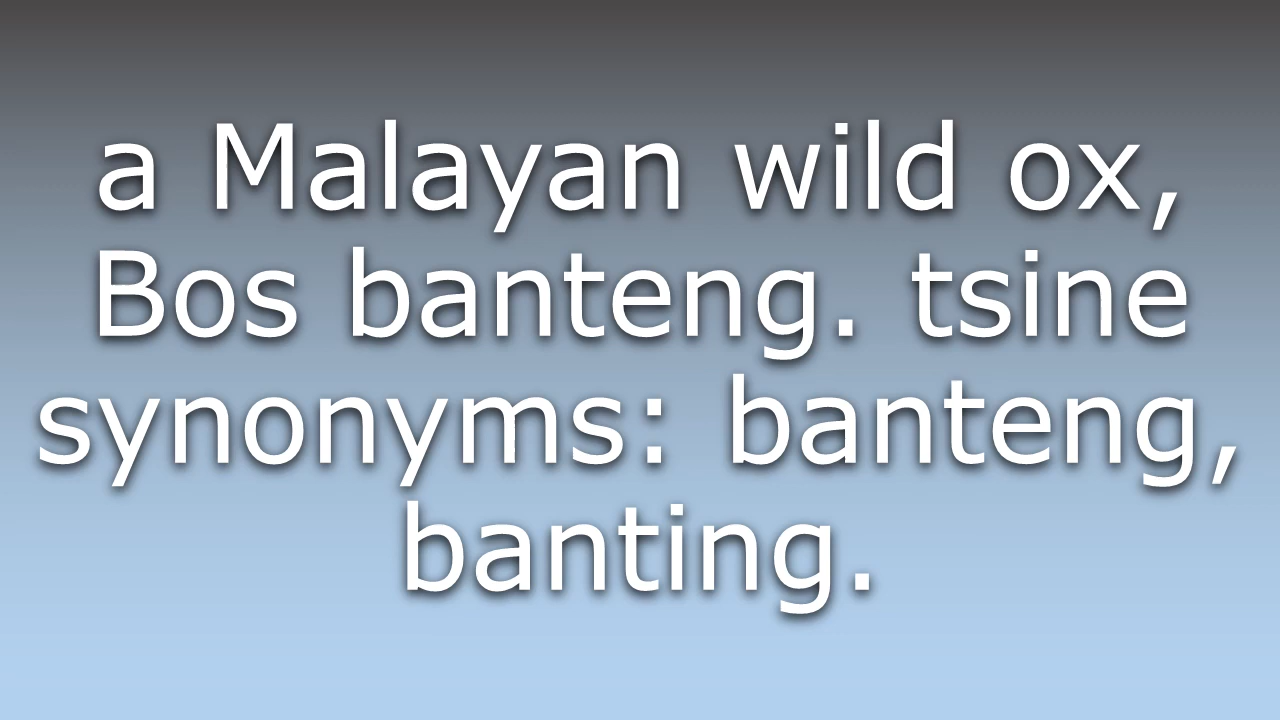 a Malayan wild ox,
Bos banteng. tsine
synonyms: banteng,
banting.